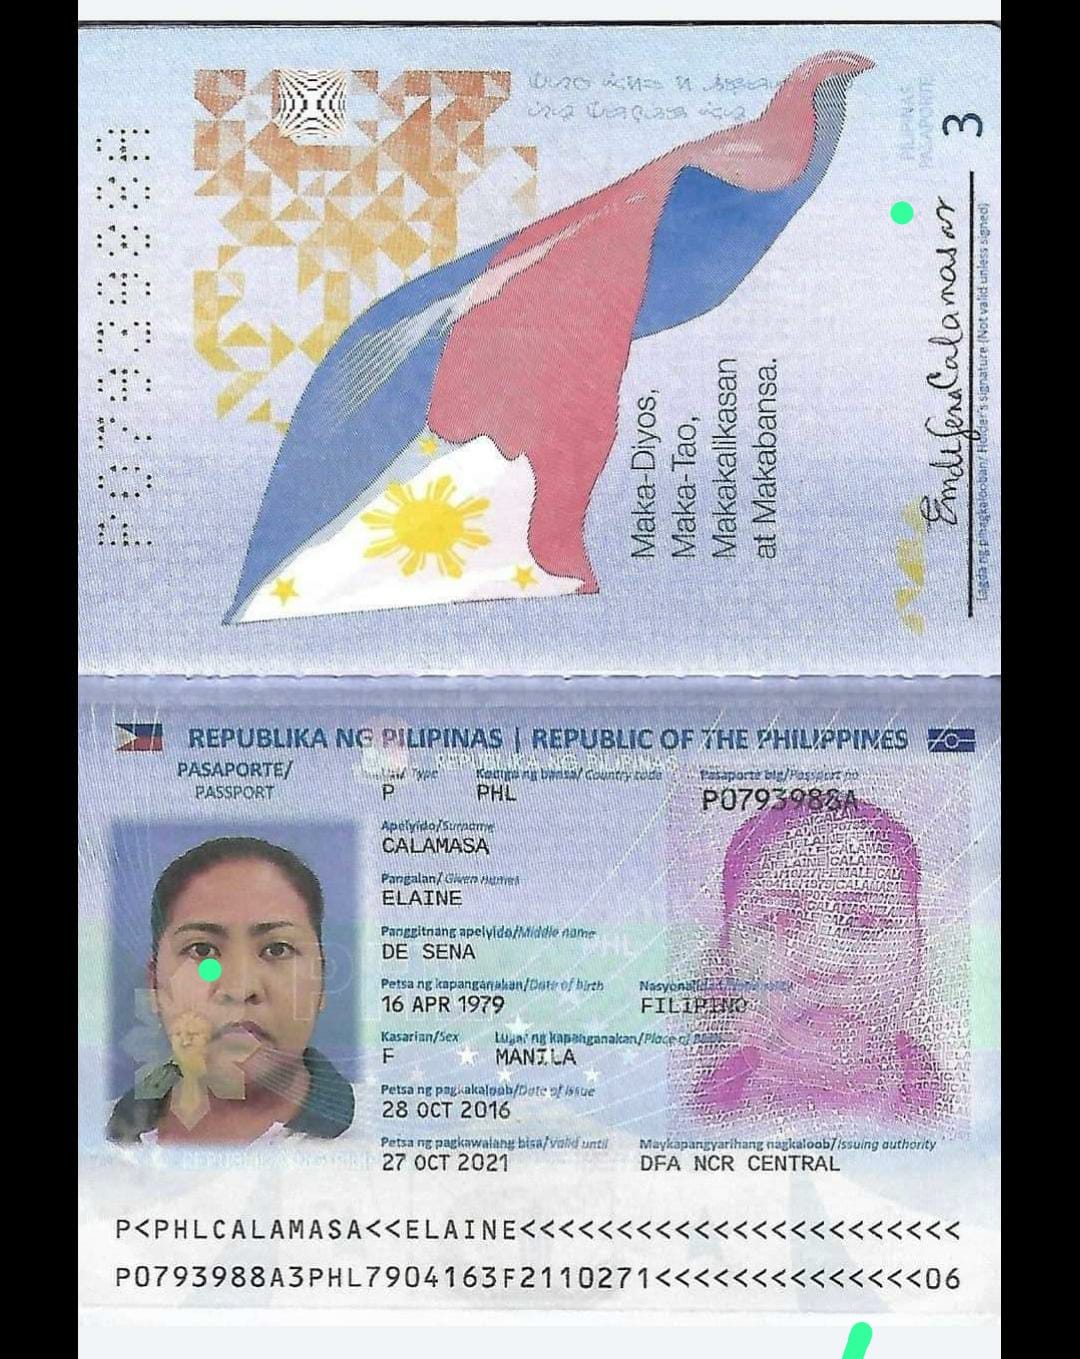 P0793988A
3
Emdesenacalamasa
Lagda ng pinagkalooban/ Holder's signature (Not valid unless signed)
PILIPINAS
PASAPORTE
Maka-Diyos,
Maka-Tao,
Makakalikasan
at Makabansa.
REPUBLIKA NG PILIPINAS | REPUBLIC OF THE PHILIPPINES
REPUBLIKA NG PILIPINAS
PASAPORTE/
PASSPORT
Type Kodigo ng bansa/Country code Pasaporte blg/Passport no
P PHL P0793988A
Apelyido/Surname
CALAMASA
Pangalan/Given names
ELAINE
Panggitnang apelyido/Middle name
DE SENA
Petsa ng kapanganakan/Date of birth Nasyonalidad/Nationality
16 APR 1979 FILIPINO
Kasarian/Sex Lugar ng kapanganakan/Place of birth
F MANILA
Petsa ng pagkakaloob/Date of issue
28 OCT 2016
Petsa ng pagkawalang bisa/valid until Maykapangyarihang nagkaloob/Issuing authority
27 OCT 2021 DFA NCR CENTRAL
P<PHLCALAMASA<<ELAINE<<<<<<<<<<<<<<<<<<<<<<<
P0793988A3PHL7904163F2110271<<<<<<<<<<<<<<06